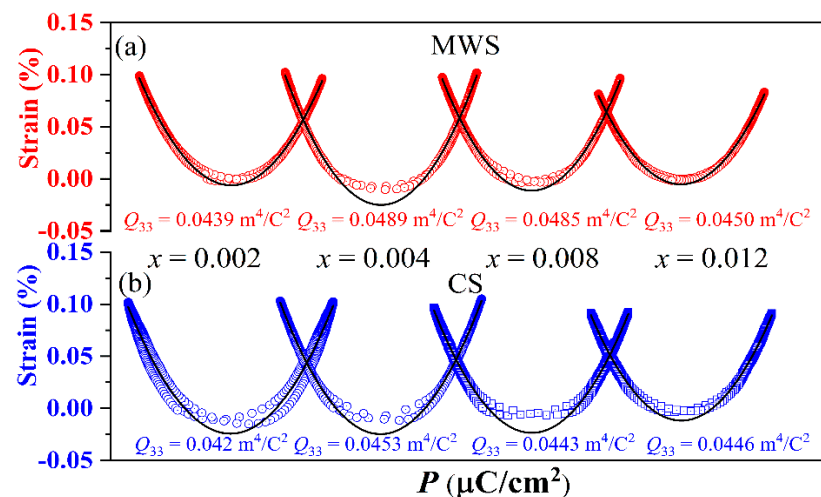 0.15
(a)
MWS
0.10
0.05
0.00
-0.05
Strain (%)
Q33 = 0.0439 m⁴/C² Q33 = 0.0489 m⁴/C² Q33 = 0.0485 m⁴/C² Q33 = 0.0450 m⁴/C²
x = 0.002 x = 0.004 x = 0.008 x = 0.012
0.15
(b)
CS
0.10
0.05
0.00
-0.05
Strain (%)
Q33 = 0.042 m⁴/C² Q33 = 0.0453 m⁴/C² Q33 = 0.0443 m⁴/C² Q33 = 0.0446 m⁴/C²
P (μC/cm²)